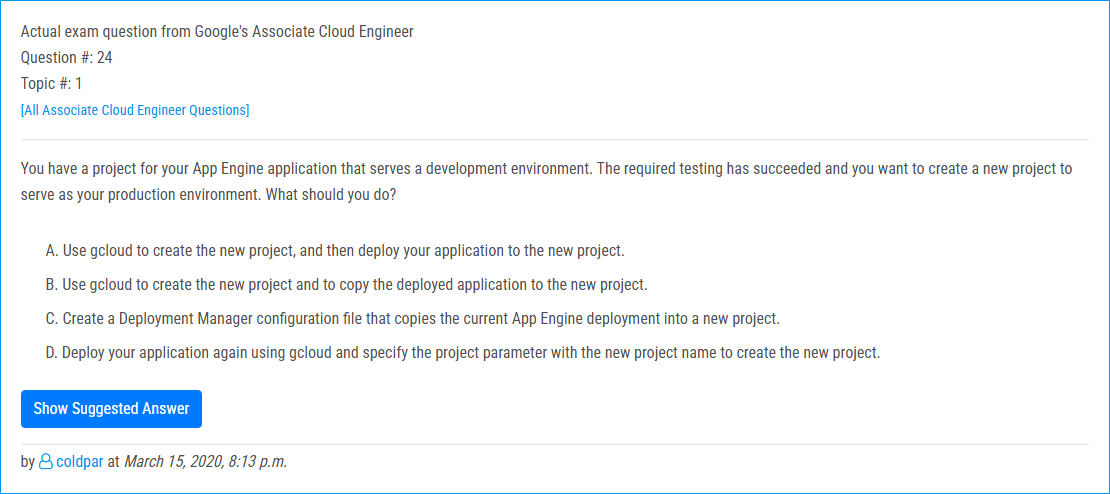 Actual exam question from Google's Associate Cloud Engineer
Question #: 24
Topic #: 1
[All Associate Cloud Engineer Questions]
You have a project for your App Engine application that serves a development environment. The required testing has succeeded and you want to create a new project to
serve as your production environment. What should you do?
A. Use gcloud to create the new project, and then deploy your application to the new project.
B. Use gcloud to create the new project and to copy the deployed application to the new project.
C. Create a Deployment Manager configuration file that copies the current App Engine deployment into a new project.
D. Deploy your application again using gcloud and specify the project parameter with the new project name to create the new project.
Show Suggested Answer
by coldpar at March 15, 2020, 8:13 p.m.